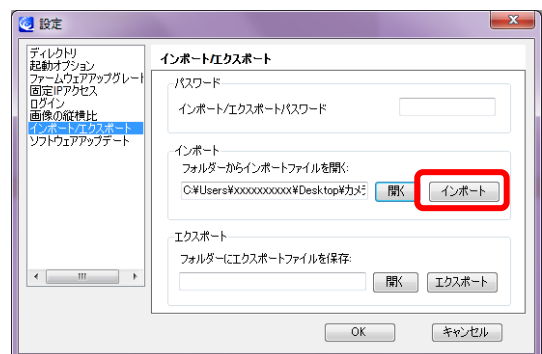 設定
ディレクトリ
起動オプション
ファームウェアアップグレート
固定IPアクセス
ログイン
画像の縦横比
インポート/エクスポート
ソフトウェアアップデート
インポート/エクスポート
パスワード
インポート/エクスポートパスワード
インポート
フォルダーからインポートファイルを開く:
C:¥Users¥xxxxxxxxxx¥Desktop¥カメラ
開く
インポート
エクスポート
フォルダーにエクスポートファイルを保存:
開く
エクスポート
OK
キャンセル